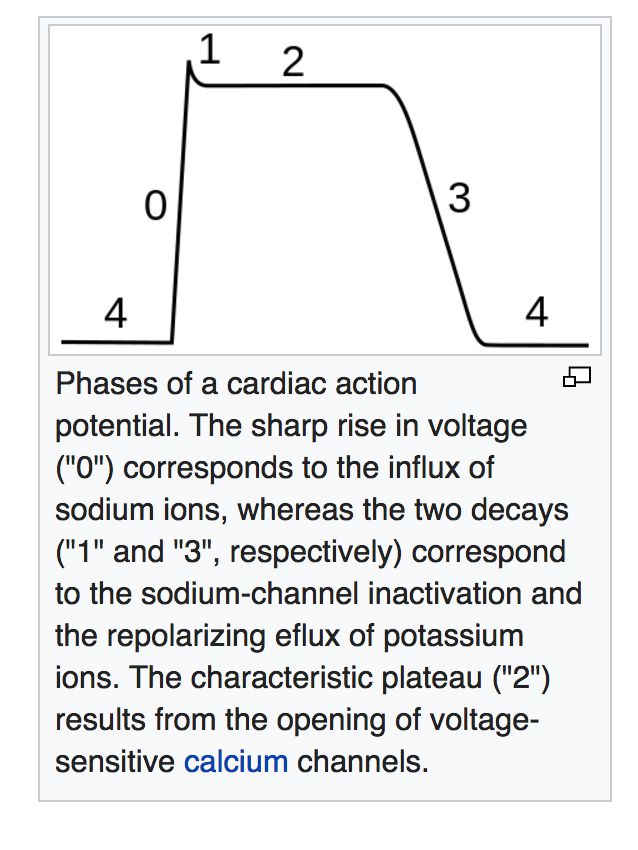 1
2
0
3
4
4
Phases of a cardiac action
potential. The sharp rise in voltage
("0") corresponds to the influx of
sodium ions, whereas the two decays
("1" and "3", respectively) correspond
to the sodium-channel inactivation and
the repolarizing eflux of potassium
ions. The characteristic plateau ("2")
results from the opening of voltage-
sensitive calcium channels.